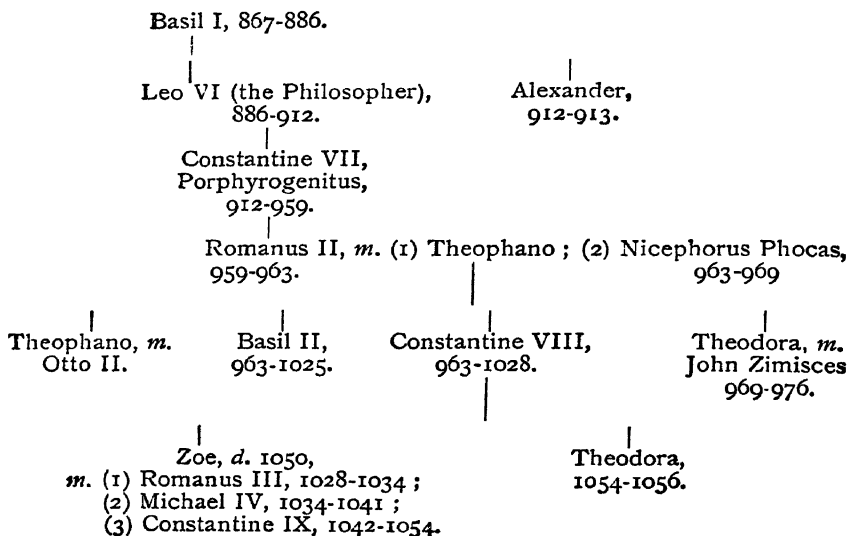 Basil I, 867-886.
Leo VI (the Philosopher), Alexander,
886-912. 912-913.
Constantine VII,
Porphyrogenitus,
912-959.
Romanus II, m. (1) Theophano ; (2) Nicephorus Phocas,
959-963. 963-969
Theophano, m. Basil II, Constantine VIII, Theodora, m.
Otto II. 963-1025. 963-1028. John Zimisces
969-976.
Zoe, d. 1050, Theodora,
m. (1) Romanus III, 1028-1034 ; 1054-1056.
(2) Michael IV, 1034-1041 ;
(3) Constantine IX, 1042-1054.